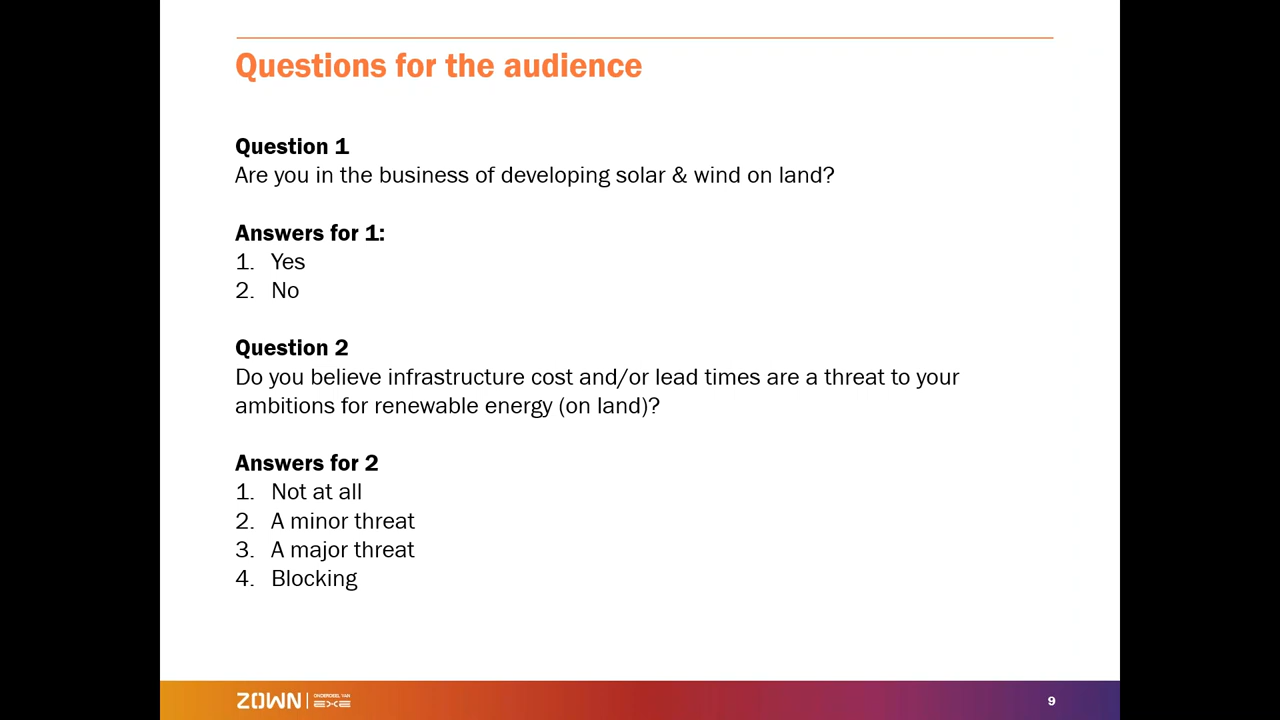 Questions for the audience
Question 1
Are you in the business of developing solar & wind on land?
Answers for 1:
1. Yes
2. No
Question 2
Do you believe infrastructure cost and/or lead times are a threat to your
ambitions for renewable energy (on land)?
Answers for 2
1. Not at all
2. A minor threat
3. A major threat
4. Blocking
ZOWN
ONDERDEEL VAN
EXE
9